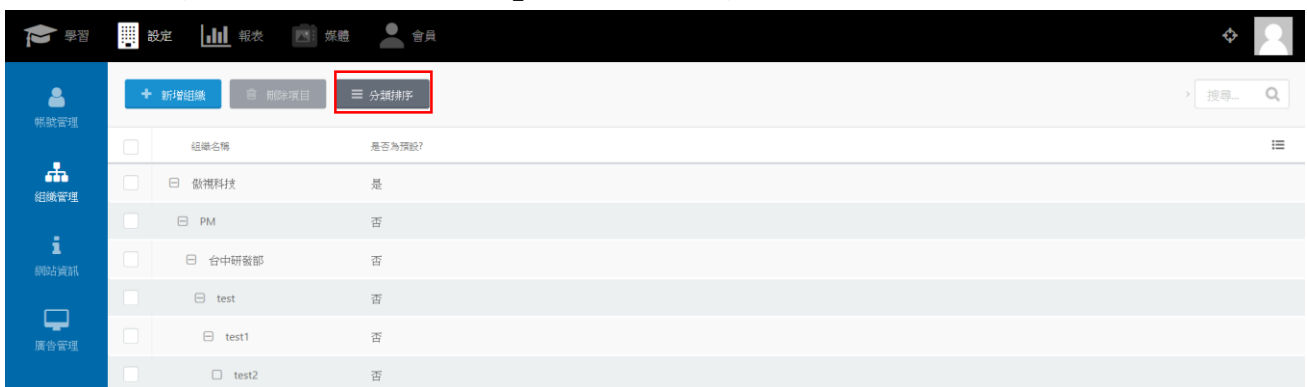 學習 設定 報表 媒體 會員
+ 新增組織 刪除項目 分類排序 搜尋...
帳號管理
組織名稱 是否為預設?
傲視科技 是
組織管理
PM 否
台中研發部 否
網站資訊
test 否
test1 否
廣告管理
test2 否